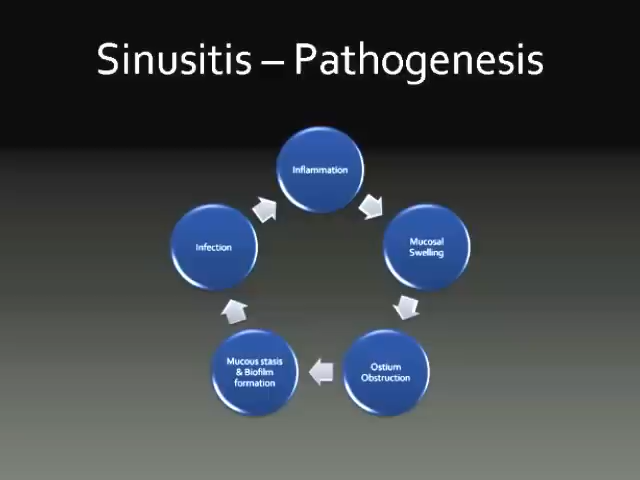 Sinusitis – Pathogenesis
Inflammation
Mucosal
Swelling
Ostium
Obstruction
Mucous stasis
& Biofilm
formation
Infection